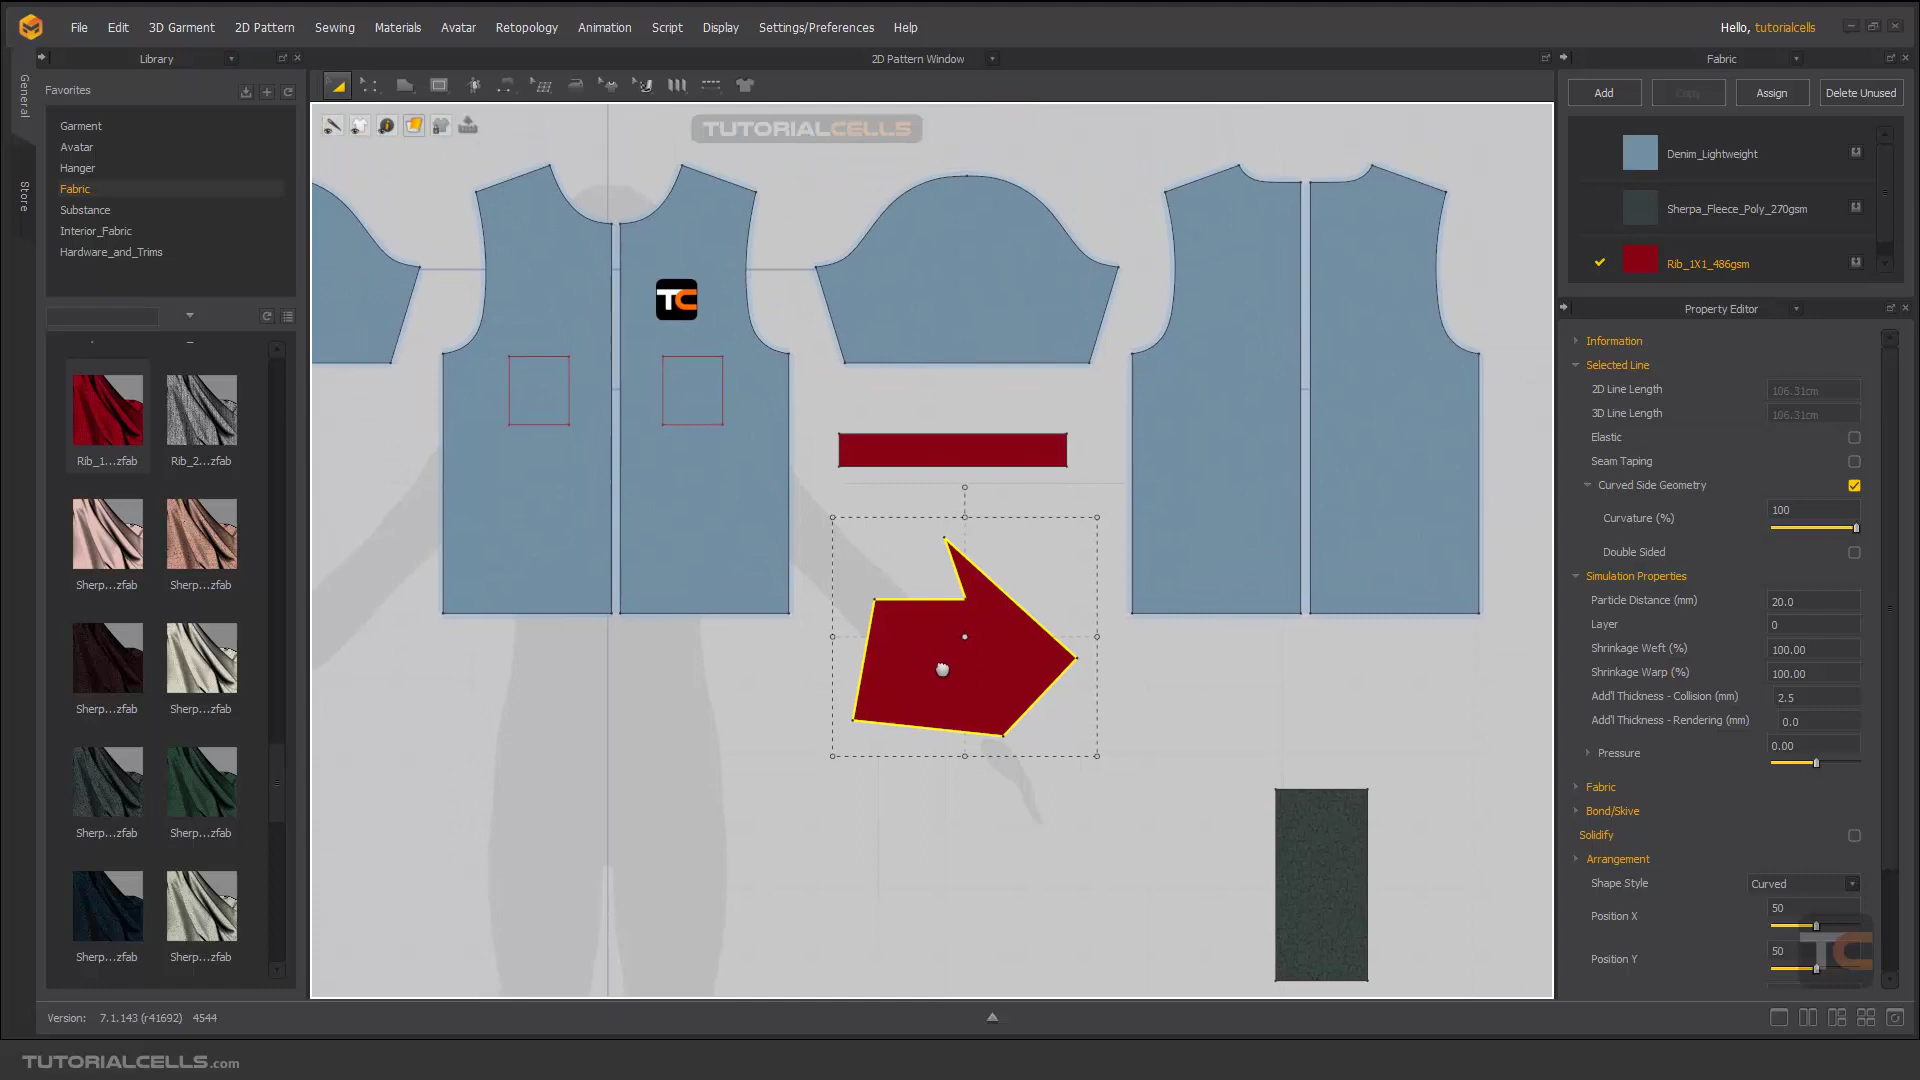 File Edit 3D Garment 2D Pattern Sewing Materials Avatar Retopology Animation Script Display Settings/Preferences Help
Hello, tutorialcells
Library
2D Pattern Window
Fabric
General
Store
Favorites
Garment
Avatar
Hanger
Fabric
Substance
Interior_Fabric
Hardware_and_Trims
Rib_1...zfab Rib_2...zfab
Sherp...zfab Sherp...zfab
Sherp...zfab Sherp...zfab
Sherp...zfab Sherp...zfab
Sherp...zfab Sherp...zfab
TUTORIALCELLS
TC
Add Copy Assign Delete Unused
Denim_Lightweight
Sherpa_Fleece_Poly_270gsm
Rib_1X1_486gsm
Property Editor
Information
Selected Line
2D Line Length 106.31cm
3D Line Length 106.31cm
Elastic
Seam Taping
Curved Side Geometry
Curvature (%) 100
Double Sided
Simulation Properties
Particle Distance (mm) 20.0
Layer 0
Shrinkage Weft (%) 100.00
Shrinkage Warp (%) 100.00
Add'l Thickness - Collision (mm) 2.5
Add'l Thickness - Rendering (mm) 0.0
Pressure 0.00
Fabric
Bond/Skive
Solidify
Arrangement
Shape Style Curved
Position X 50
Position Y 50
TC
Version: 7.1.143 (r41692) 4544
TUTORIALCELLS.com